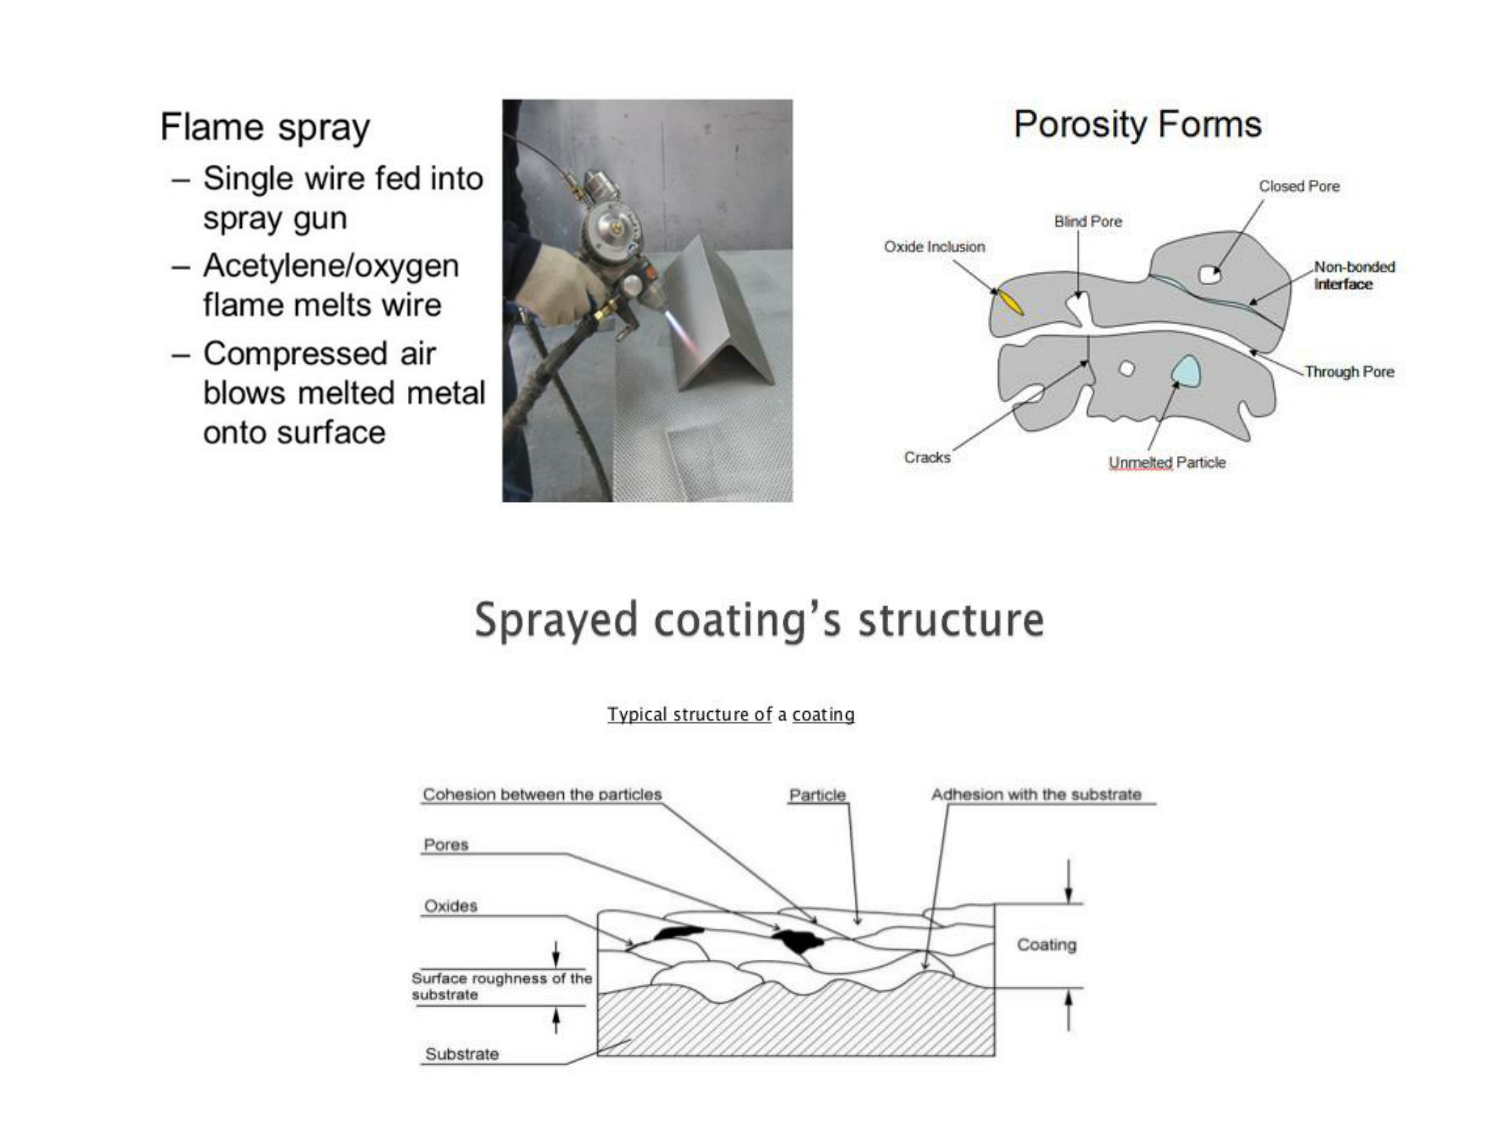 Flame spray
– Single wire fed into
spray gun
– Acetylene/oxygen
flame melts wire
– Compressed air
blows melted metal
onto surface
Porosity Forms
Closed Pore
Blind Pore
Oxide Inclusion
Non-bonded
Interface
Through Pore
Cracks
Unmelted Particle
Sprayed coating’s structure
Typical structure of a coating
Cohesion between the particles
Particle
Adhesion with the substrate
Pores
Oxides
Coating
Surface roughness of the
substrate
Substrate